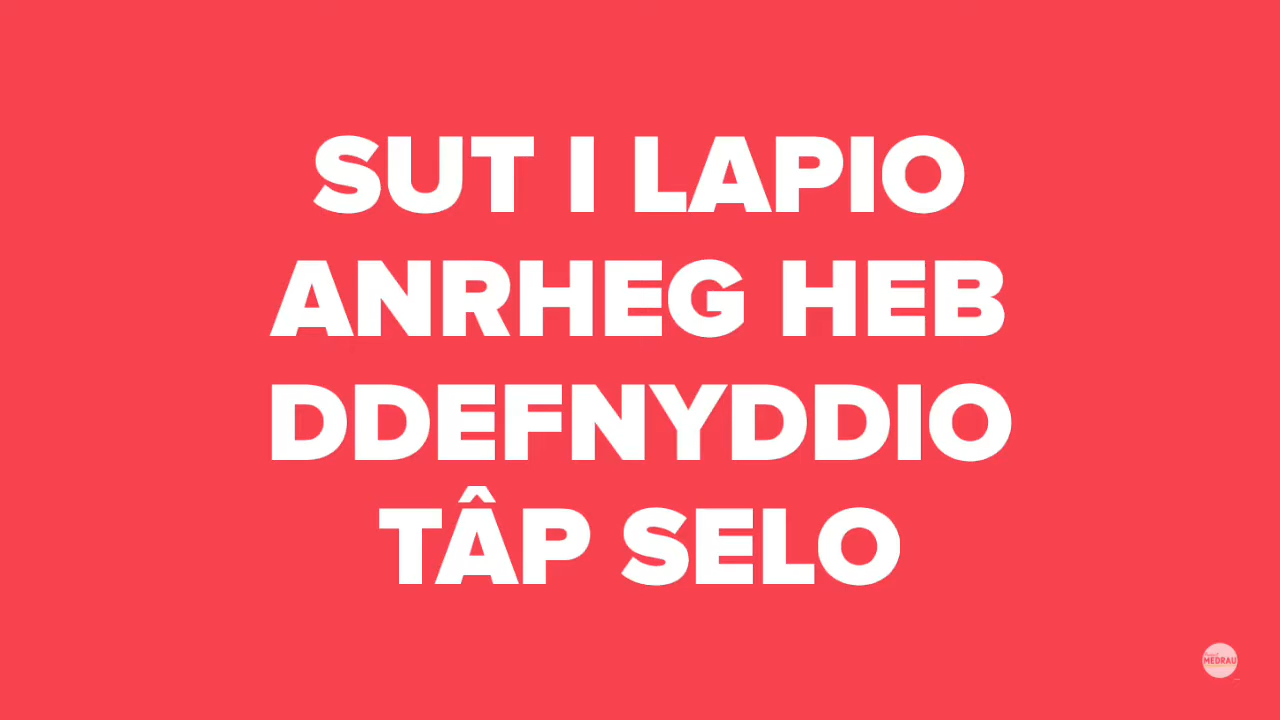 SUT I LAPIO
ANRHEG HEB
DDEFNYDDIO
TÂP SELO
MEDRAU